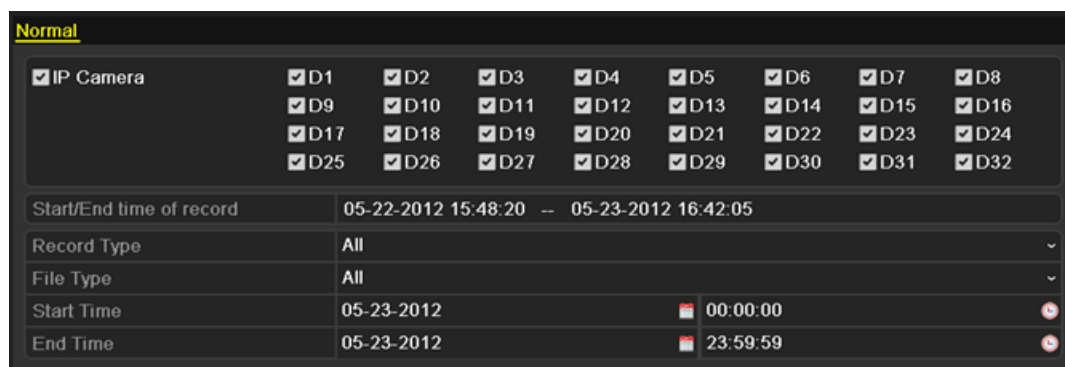 Normal
IP Camera D1 D2 D3 D4 D5 D6 D7 D8
D9 D10 D11 D12 D13 D14 D15 D16
D17 D18 D19 D20 D21 D22 D23 D24
D25 D26 D27 D28 D29 D30 D31 D32
Start/End time of record 05-22-2012 15:48:20 -- 05-23-2012 16:42:05
Record Type All
File Type All
Start Time 05-23-2012 00:00:00
End Time 05-23-2012 23:59:59